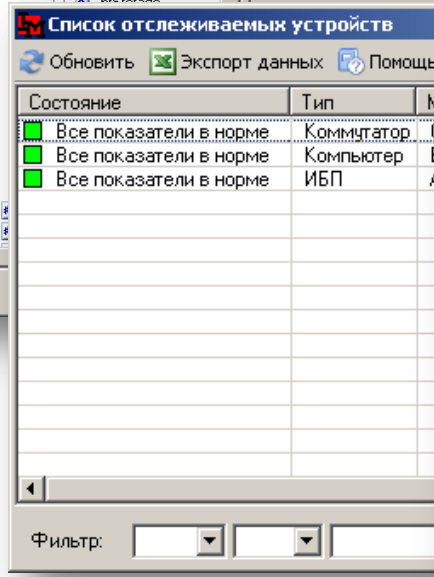 Список отслеживаемых устройств
Обновить Экспорт данных Помощь
Состояние Тип
Все показатели в норме Коммутатор
Все показатели в норме Компьютер
Все показатели в норме ИБП
Фильтр: